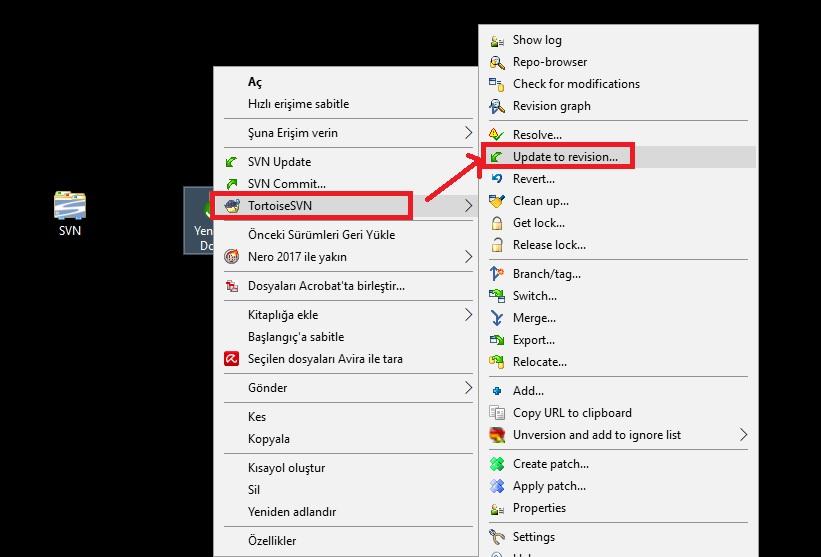 SVN
Yen
Do
Aç
Hızlı erişime sabitle
Şuna Erişim verin
SVN Update
SVN Commit...
TortoiseSVN
Önceki Sürümleri Geri Yükle
Nero 2017 ile yakın
Dosyaları Acrobat'ta birleştir...
Kitaplığa ekle
Başlangıç'a sabitle
Seçilen dosyaları Avira ile tara
Gönder
Kes
Kopyala
Kısayol oluştur
Sil
Yeniden adlandır
Özellikler
Show log
Repo-browser
Check for modifications
Revision graph
Resolve...
Update to revision...
Revert...
Clean up...
Get lock...
Release lock...
Branch/tag...
Switch...
Merge...
Export...
Relocate...
Add...
Copy URL to clipboard
Unversion and add to ignore list
Create patch...
Apply patch...
Properties
Settings